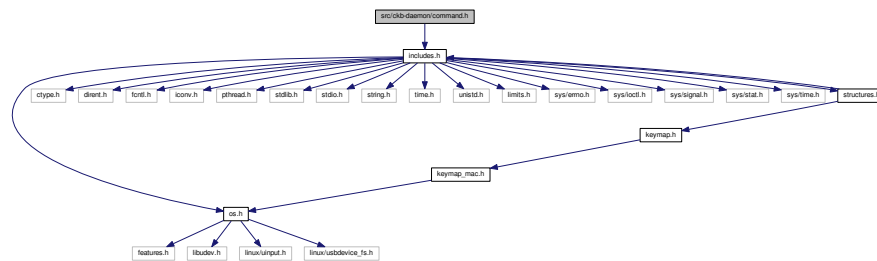 src/ckb-daemon/command.h
includes.h
ctype.h dirent.h fcntl.h iconv.h pthread.h stdlib.h stdio.h string.h time.h unistd.h limits.h sys/errno.h sys/ioctl.h sys/signal.h sys/stat.h sys/time.h structures.h
keymap.h
keymap_mac.h
os.h
features.h libudev.h linux/uinput.h linux/usbdevice_fs.h